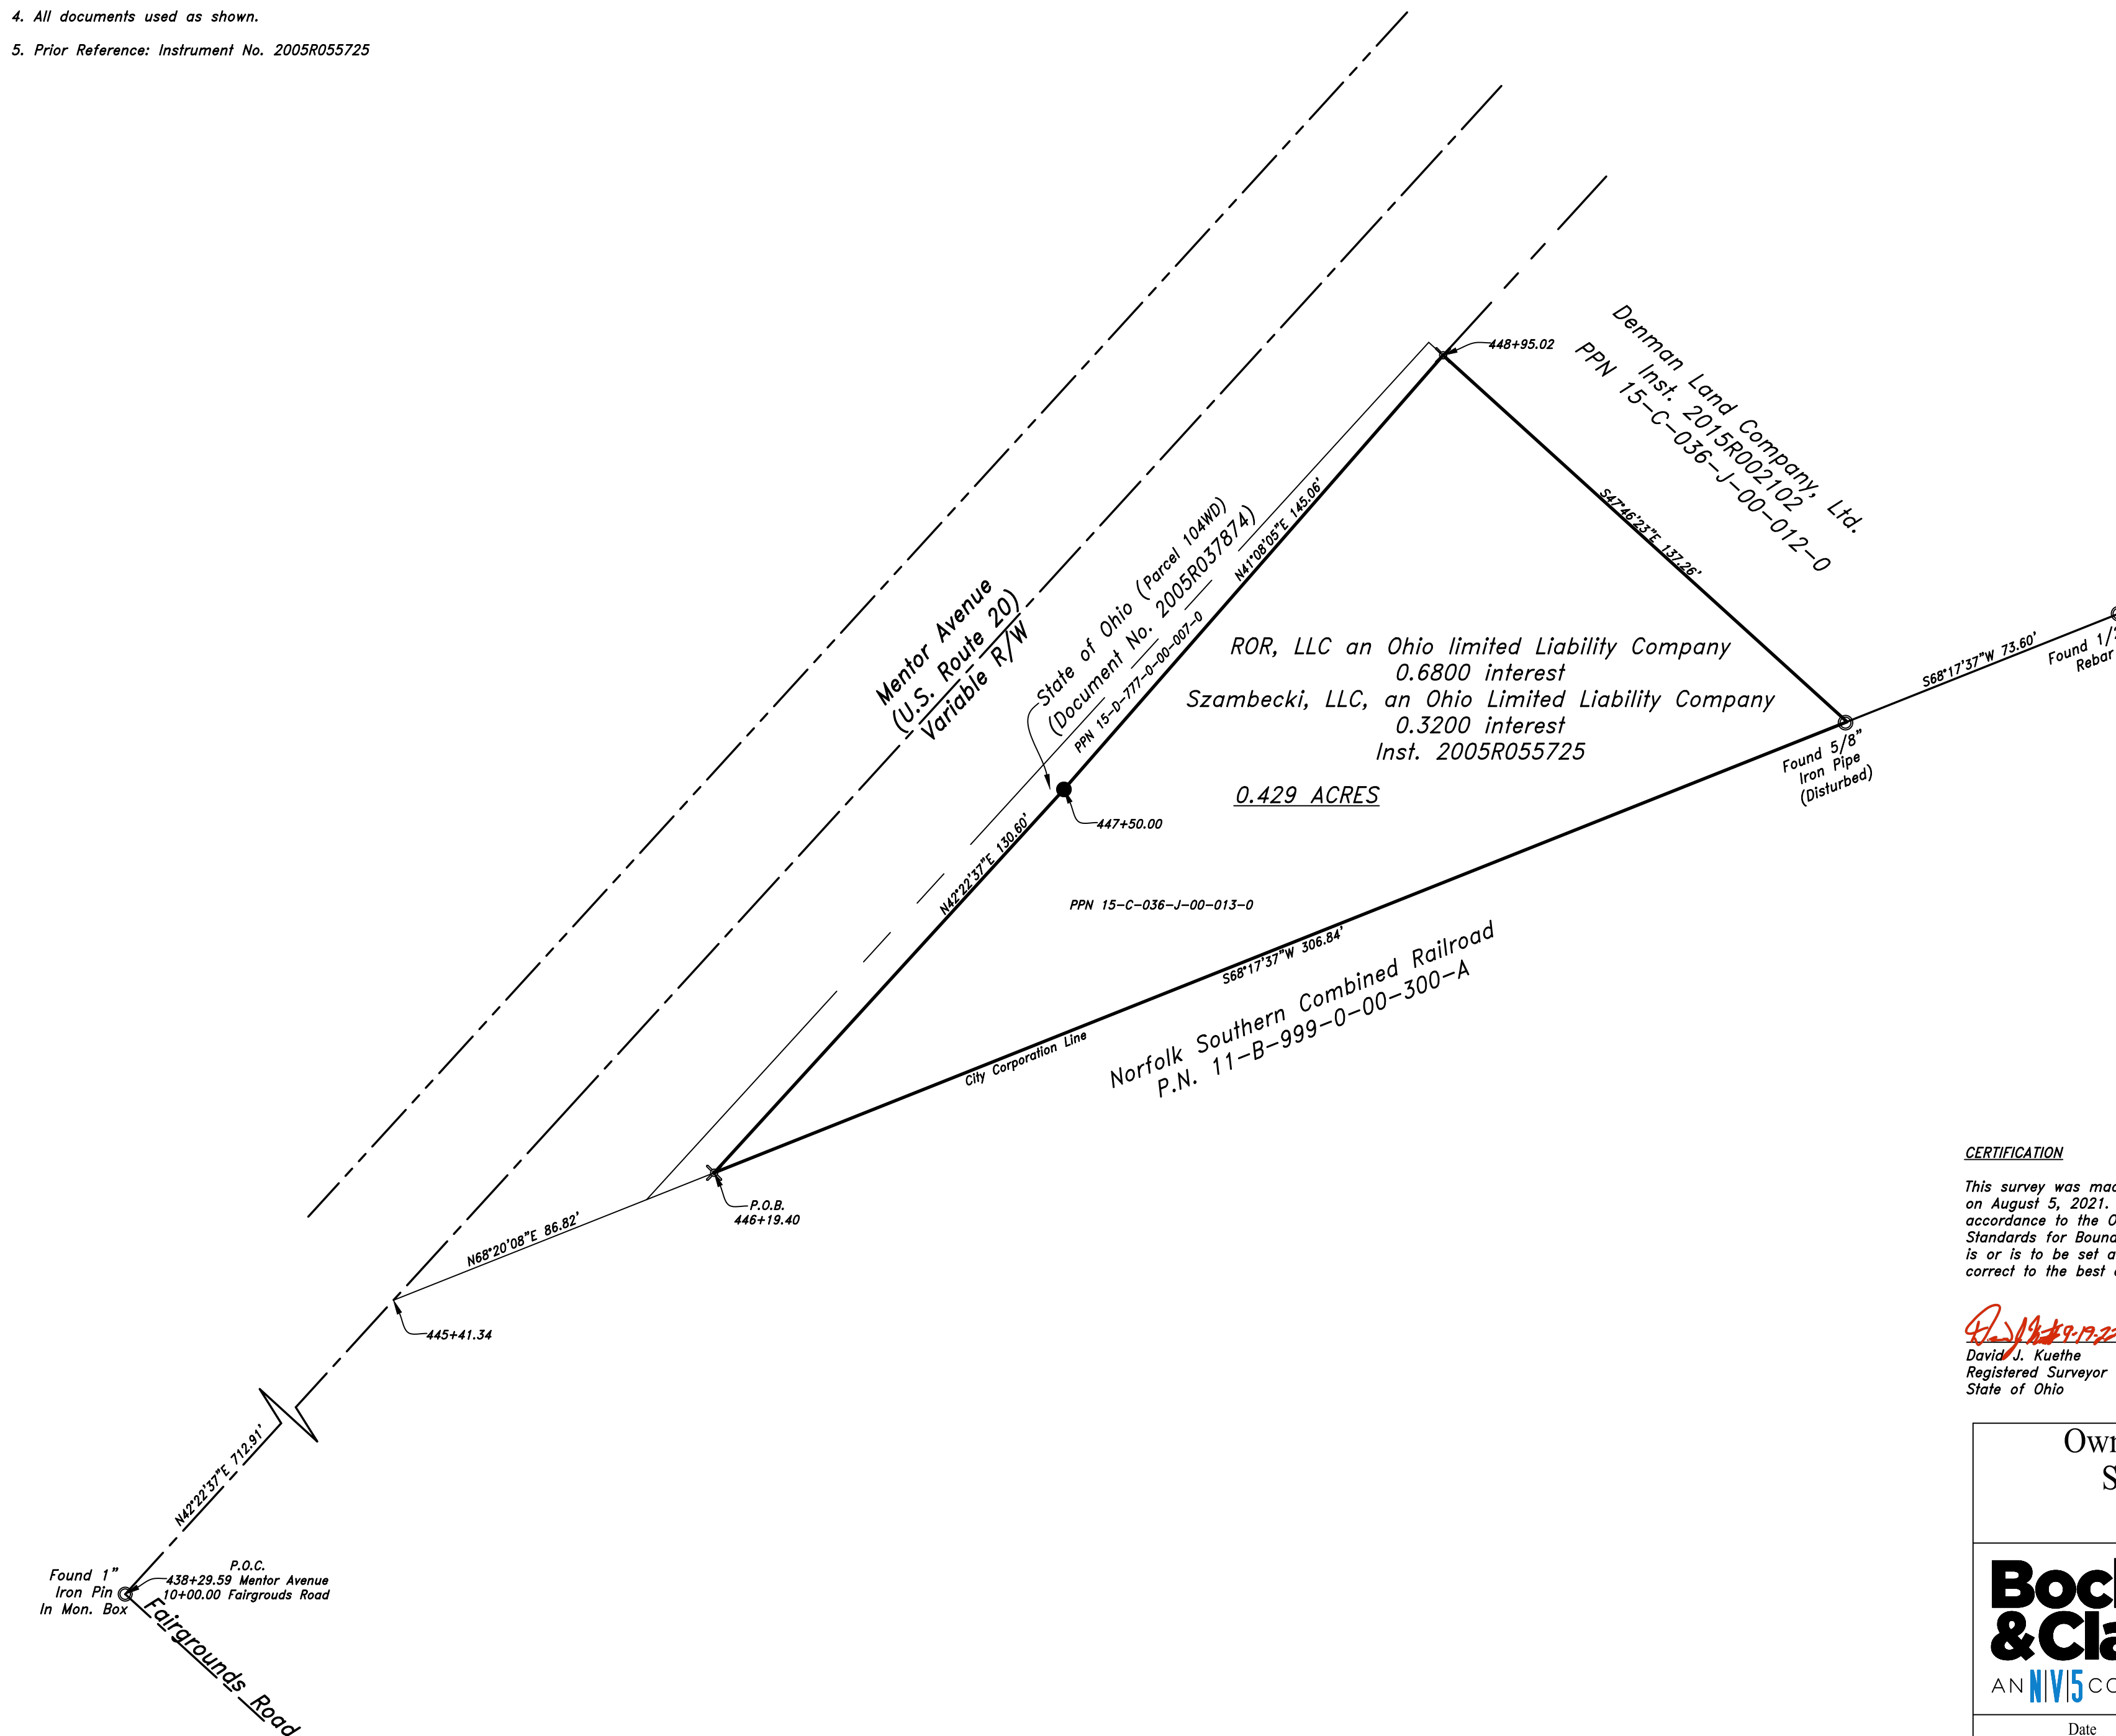 4. All documents used as shown.
5. Prior Reference: Instrument No. 2005R055725
448+95.02
Denman Land Company, Ltd.
Inst. 2015R002102
PPN 15-C-036-J-00-012-0
S47°46'23"E 137.26'
N41°08'05"E 145.06'
State of Ohio (Parcel 104WD)
(Document No. 2005R037874)
PPN 15-D-777-0-00-007-0
Mentor Avenue
(U.S. Route 20)
Variable R/W
ROR, LLC an Ohio limited Liability Company
0.6800 interest
Szambecki, LLC, an Ohio Limited Liability Company
0.3200 interest
Inst. 2005R055725
0.429 ACRES
S68°17'37"W 73.60'
Found 1/2
Rebar
Found 5/8"
Iron Pipe
(Disturbed)
447+50.00
N42°22'37"E 130.60'
PPN 15-C-036-J-00-013-0
S68°17'37"W 306.84'
City Corporation Line
Norfolk Southern Combined Railroad
P.N. 11-B-999-0-00-300-A
P.O.B.
446+19.40
N68°20'08"E 86.82'
445+41.34
N42°22'37"E 712.91'
Found 1"
Iron Pin
In Mon. Box
P.O.C.
438+29.59 Mentor Avenue
10+00.00 Fairgrouds Road
Fairgrounds Road
CERTIFICATION
This survey was mad
on August 5, 2021.
accordance to the O
Standards for Bound
is or is to be set a
correct to the best
9-19-22
David J. Kuethe
Registered Surveyor
State of Ohio
Own
S
Bock
&Cla
AN N|V|5 CO
Date